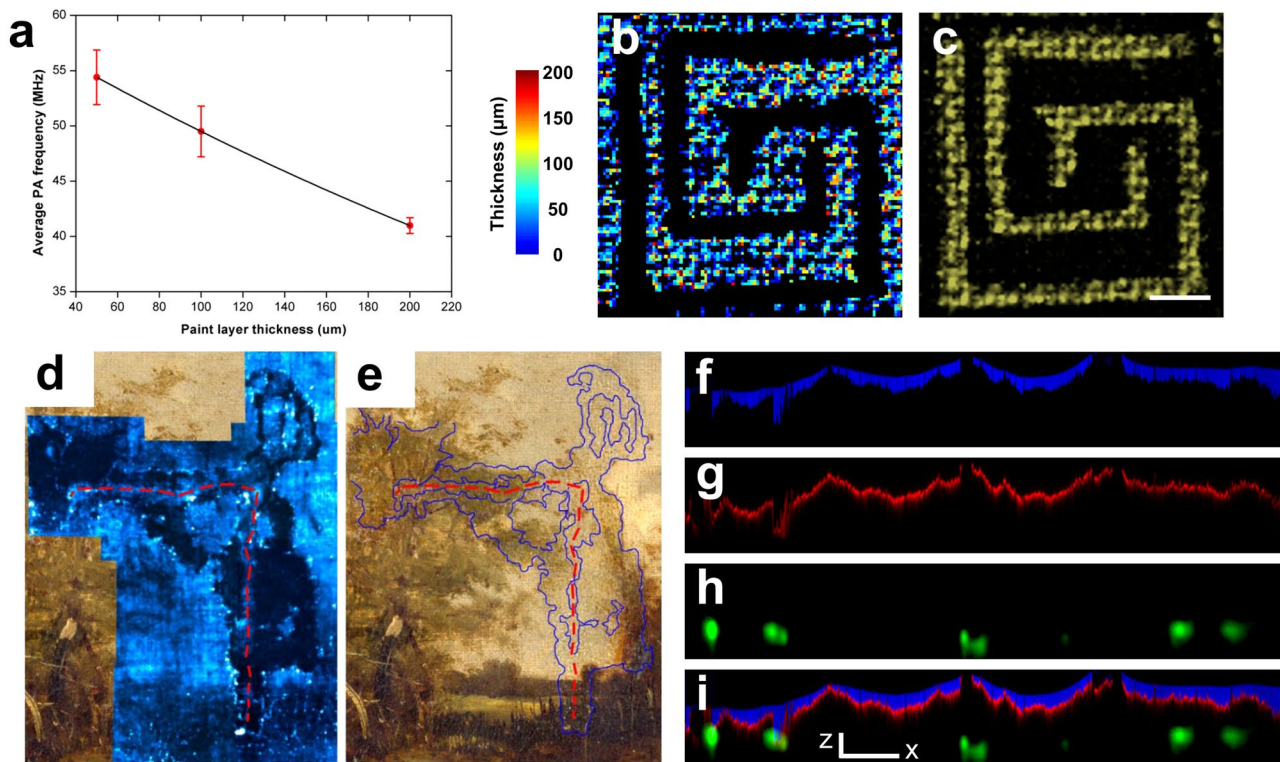 a
60
55
50
45
40
35
40 60 80 100 120 140 160 180 200 220
Average PA frequency (MHz)
Paint layer thickness (um)
200
150
100
50
0
Thickness (μm)
b
c
d
e
f
g
h
i
z
x